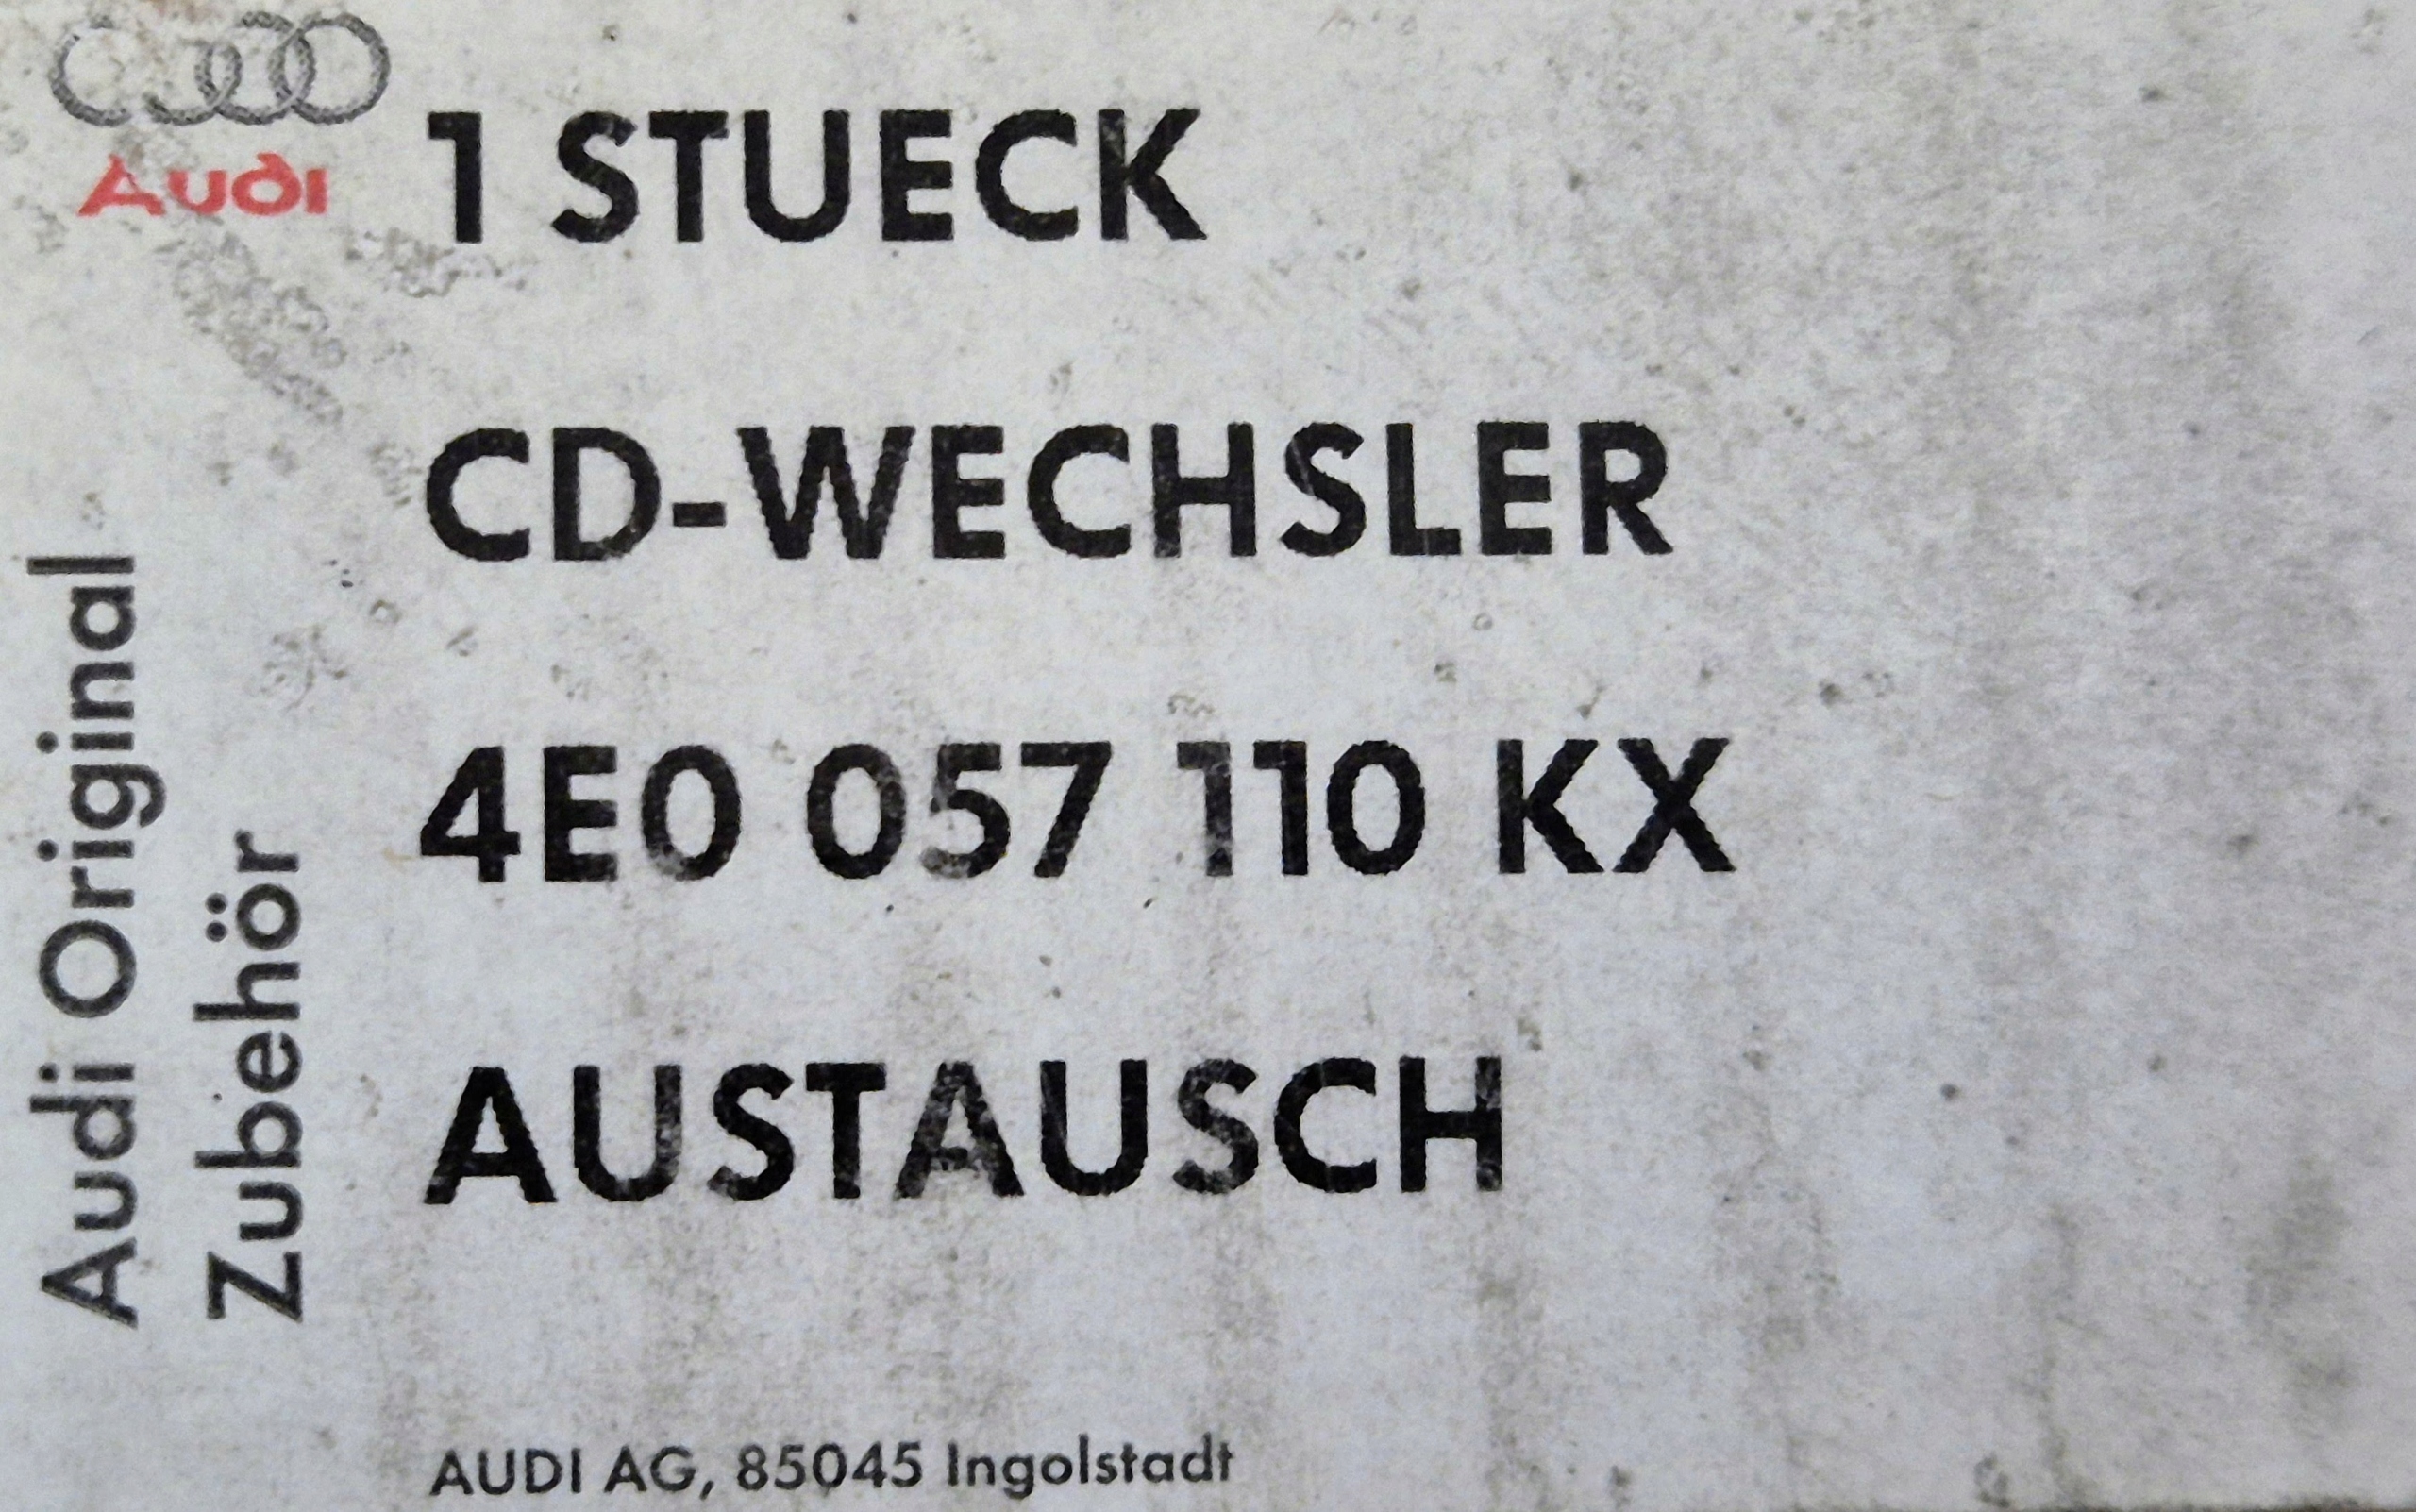 Audi
1 STUECK
CD-WECHSLER
4E0 057 110 KX
AUSTAUSCH
Audi Original
Zubehör
AUDI AG, 85045 Ingolstadt